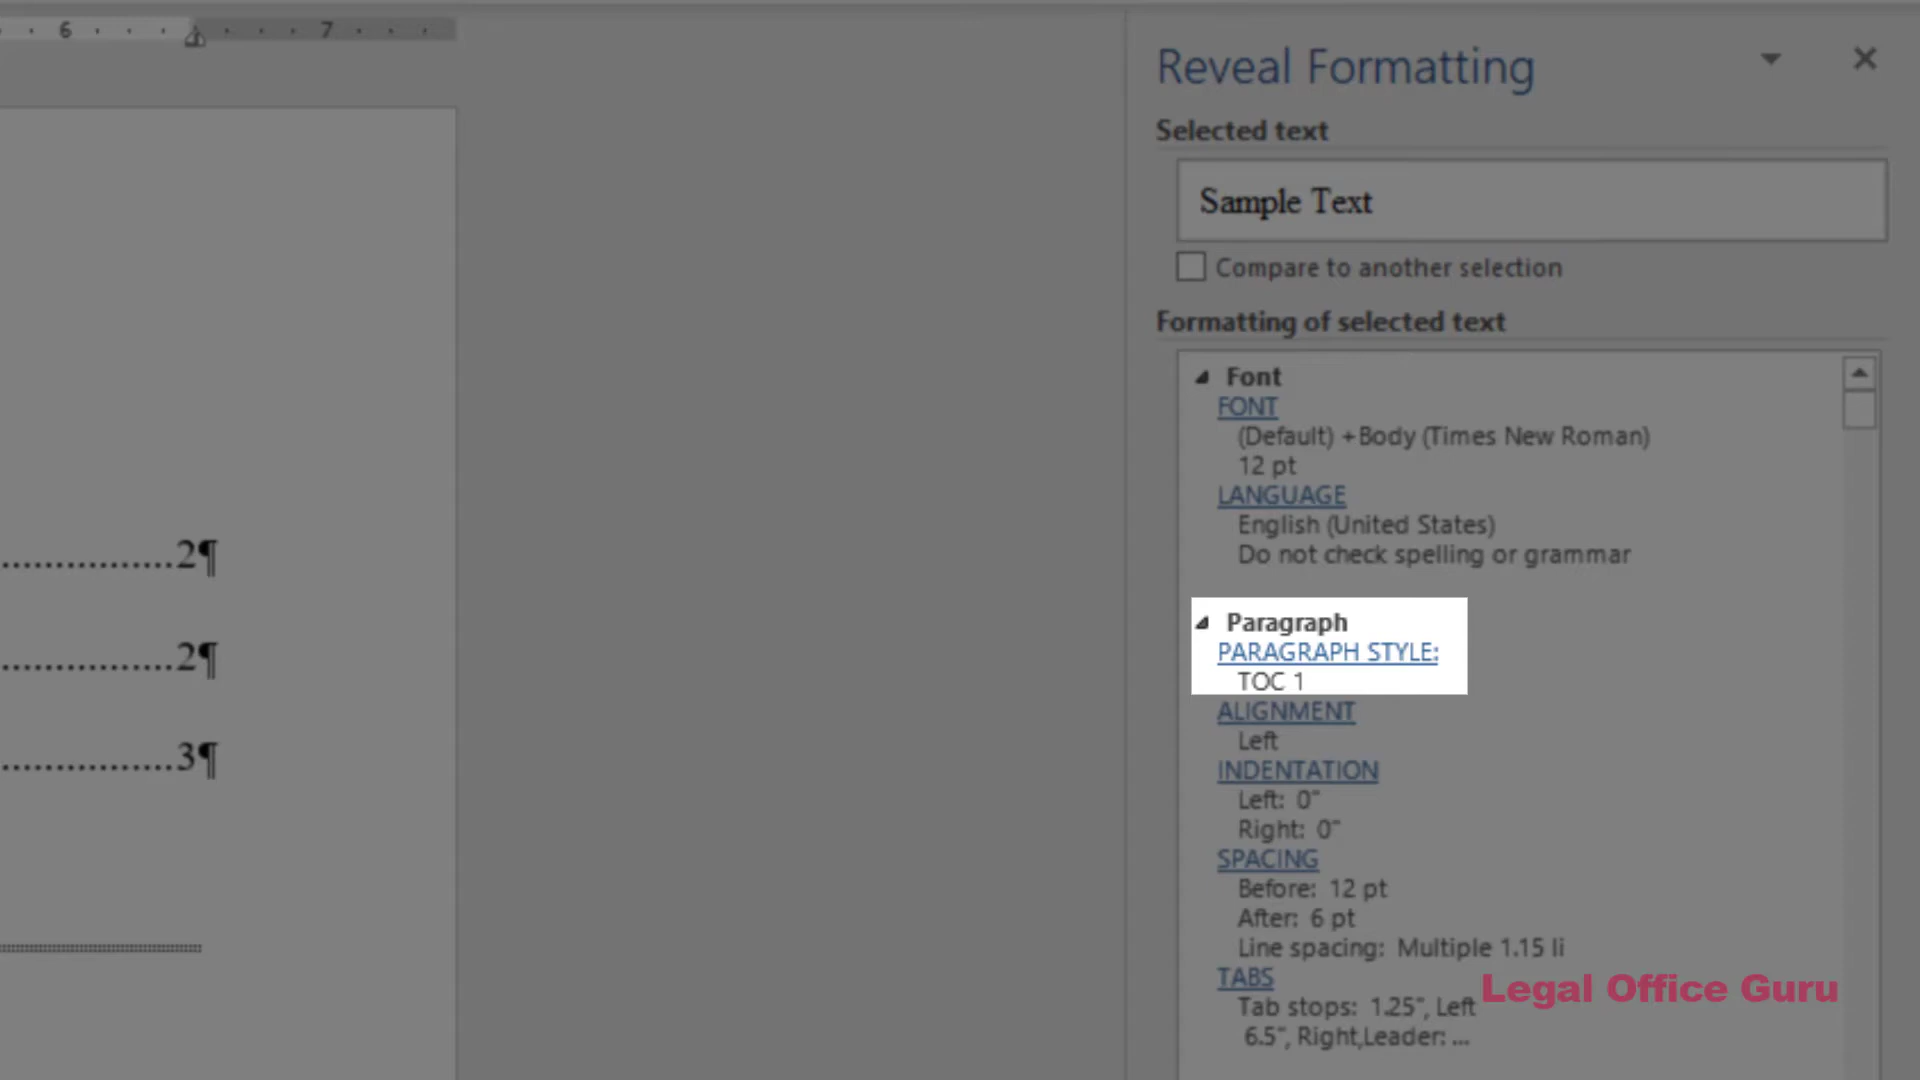 6 7
Reveal Formatting
Selected text
Sample Text
Compare to another selection
Formatting of selected text
Font
FONT
(Default) +Body (Times New Roman)
12 pt
LANGUAGE
English (United States)
Do not check spelling or grammar
...............2¶
Paragraph
PARAGRAPH STYLE:
...............2¶
TOC 1
ALIGNMENT
Left
...............3¶
INDENTATION
Left: 0"
Right: 0"
SPACING
Before: 12 pt
After: 6 pt
Line spacing: Multiple 1.15 li
TABS
Legal Office Guru
Tab stops: 1.25", Left
6.5", Right,Leader: ...